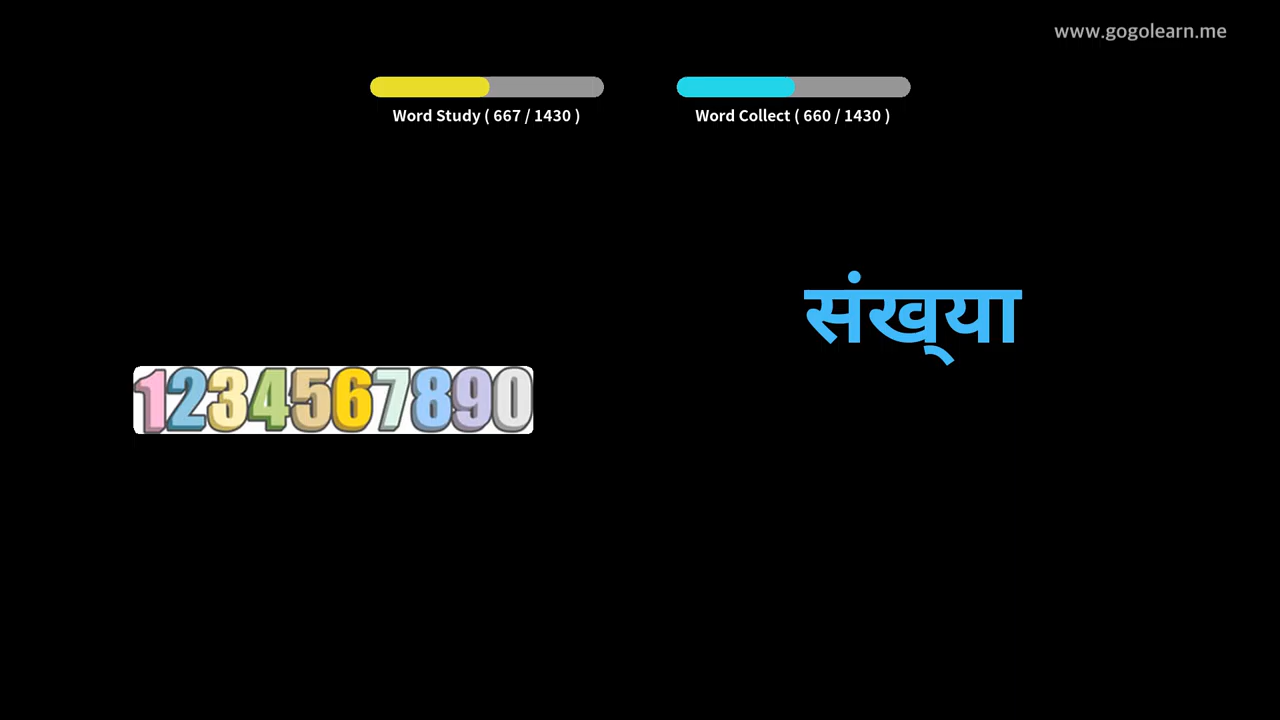 www.gogolearn.me
Word Study ( 667 / 1430 )
Word Collect ( 660 / 1430 )
संख्या
1234567890